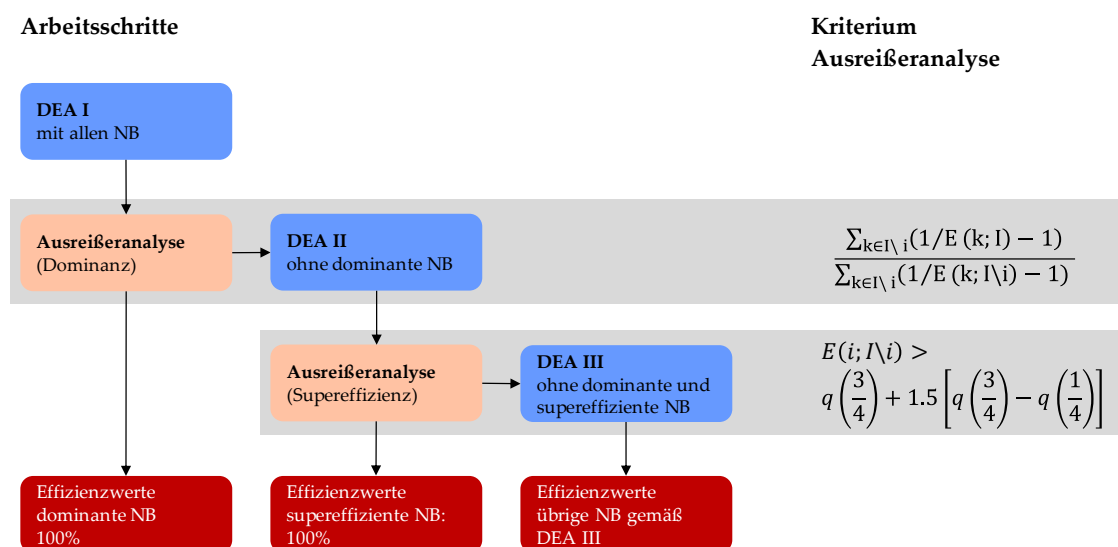 Arbeitsschritte
Kriterium
Ausreißeranalyse
DEA I
mit allen NB
Ausreißeranalyse
(Dominanz)
DEA II
ohne dominante NB
∑k∈I\ i(1/E (k; I) − 1)
∑k∈I\ i(1/E (k; I\i) − 1)
Ausreißeranalyse
(Supereffizienz)
DEA III
ohne dominante und
supereffiziente NB
E(i; I\i) >
q(3/4) + 1.5 [q(3/4) − q(1/4)]
Effizienzwerte
dominante NB
100%
Effizienzwerte
supereffiziente NB:
100%
Effizienzwerte
übrige NB gemäß
DEA III